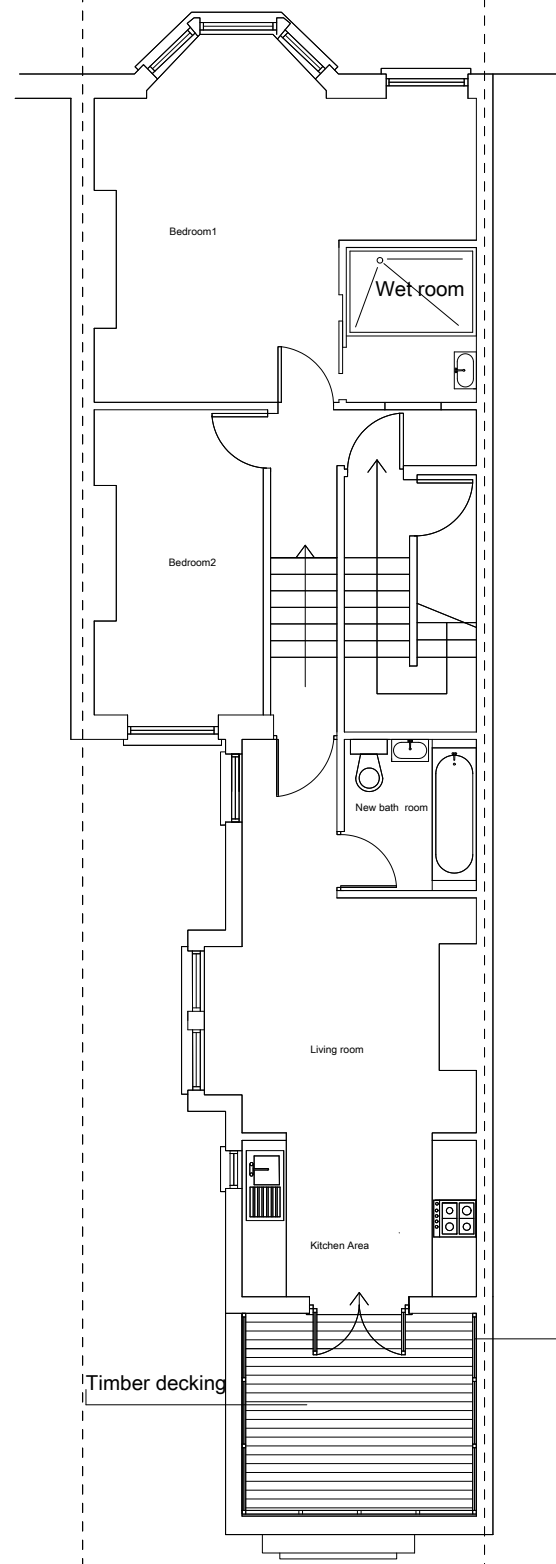 Bedroom1
Wet room
Bedroom2
New bath room
Living room
Kitchen Area
Timber decking